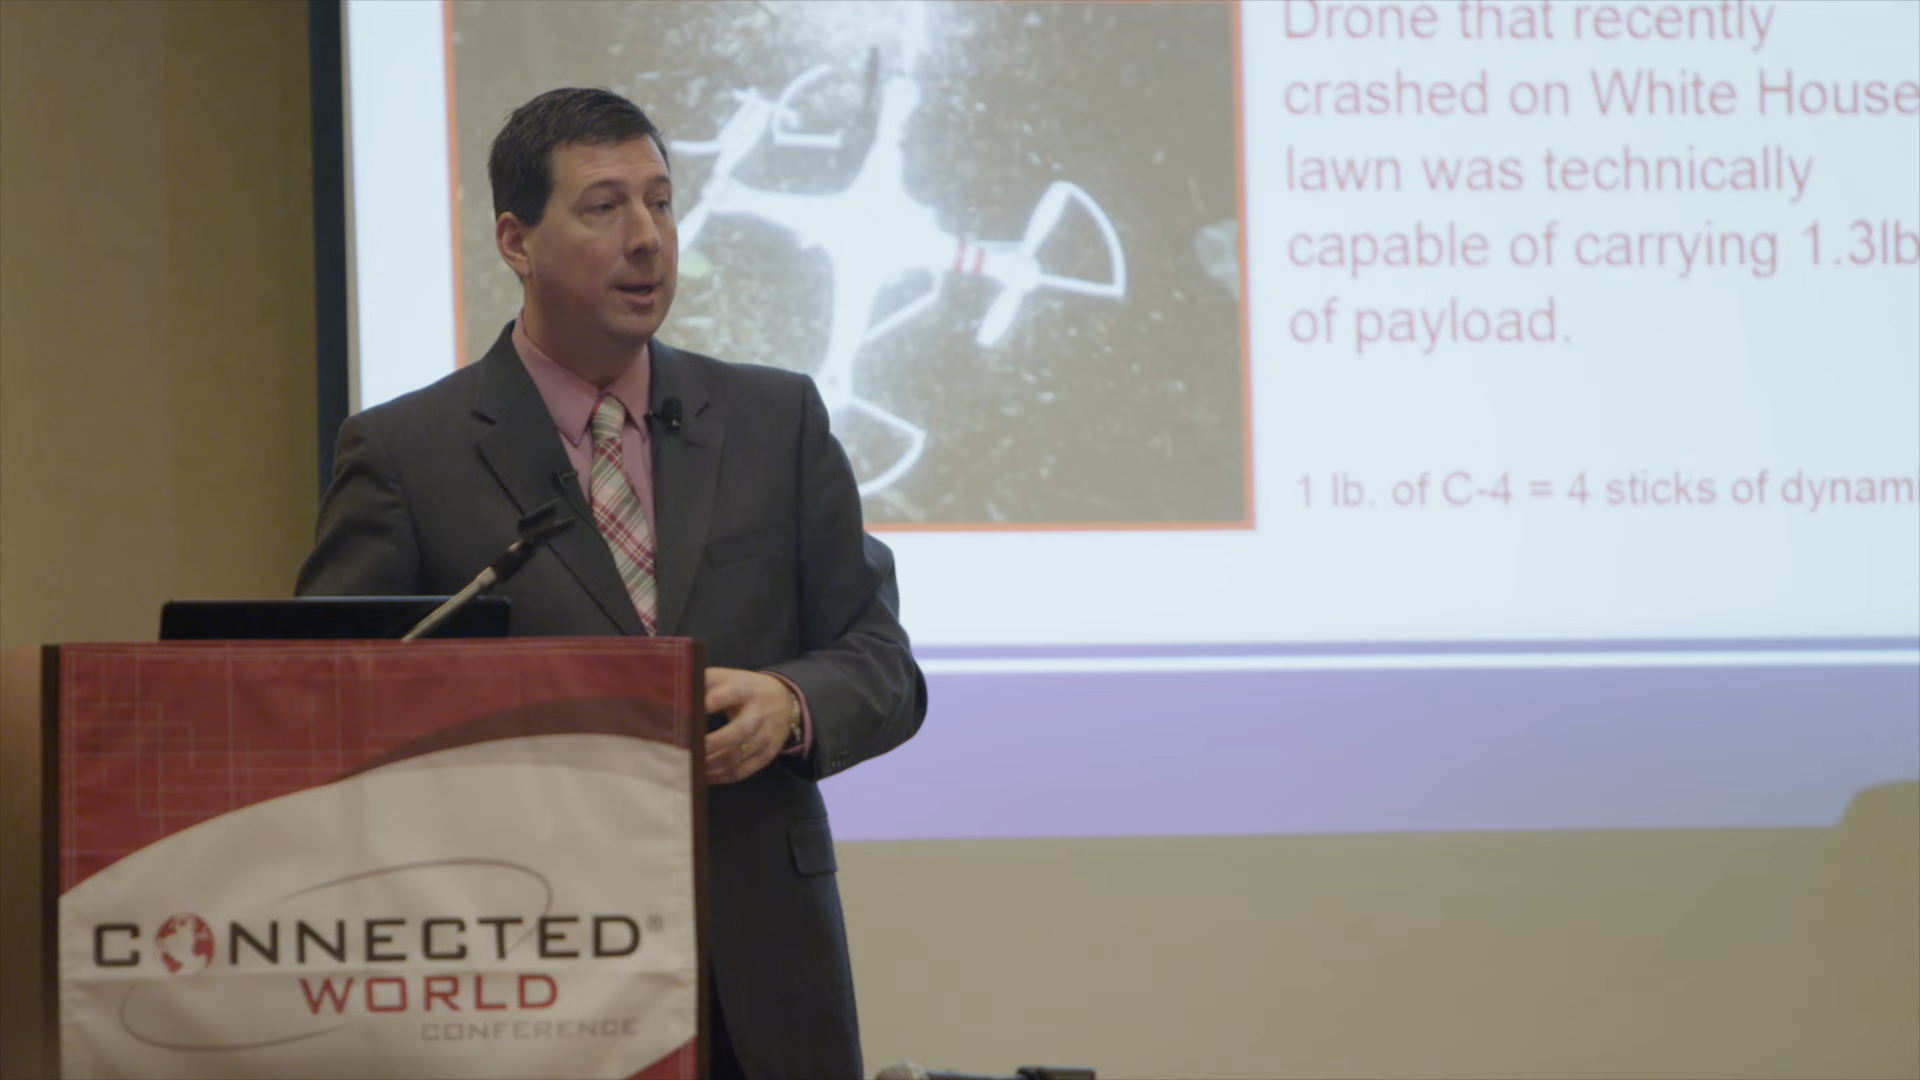 Drone that recently
crashed on White House
lawn was technically
capable of carrying 1.3lb
of payload.
1 lb. of C-4 = 4 sticks of dynami
CONNECTED®
WORLD
CONFERENCE